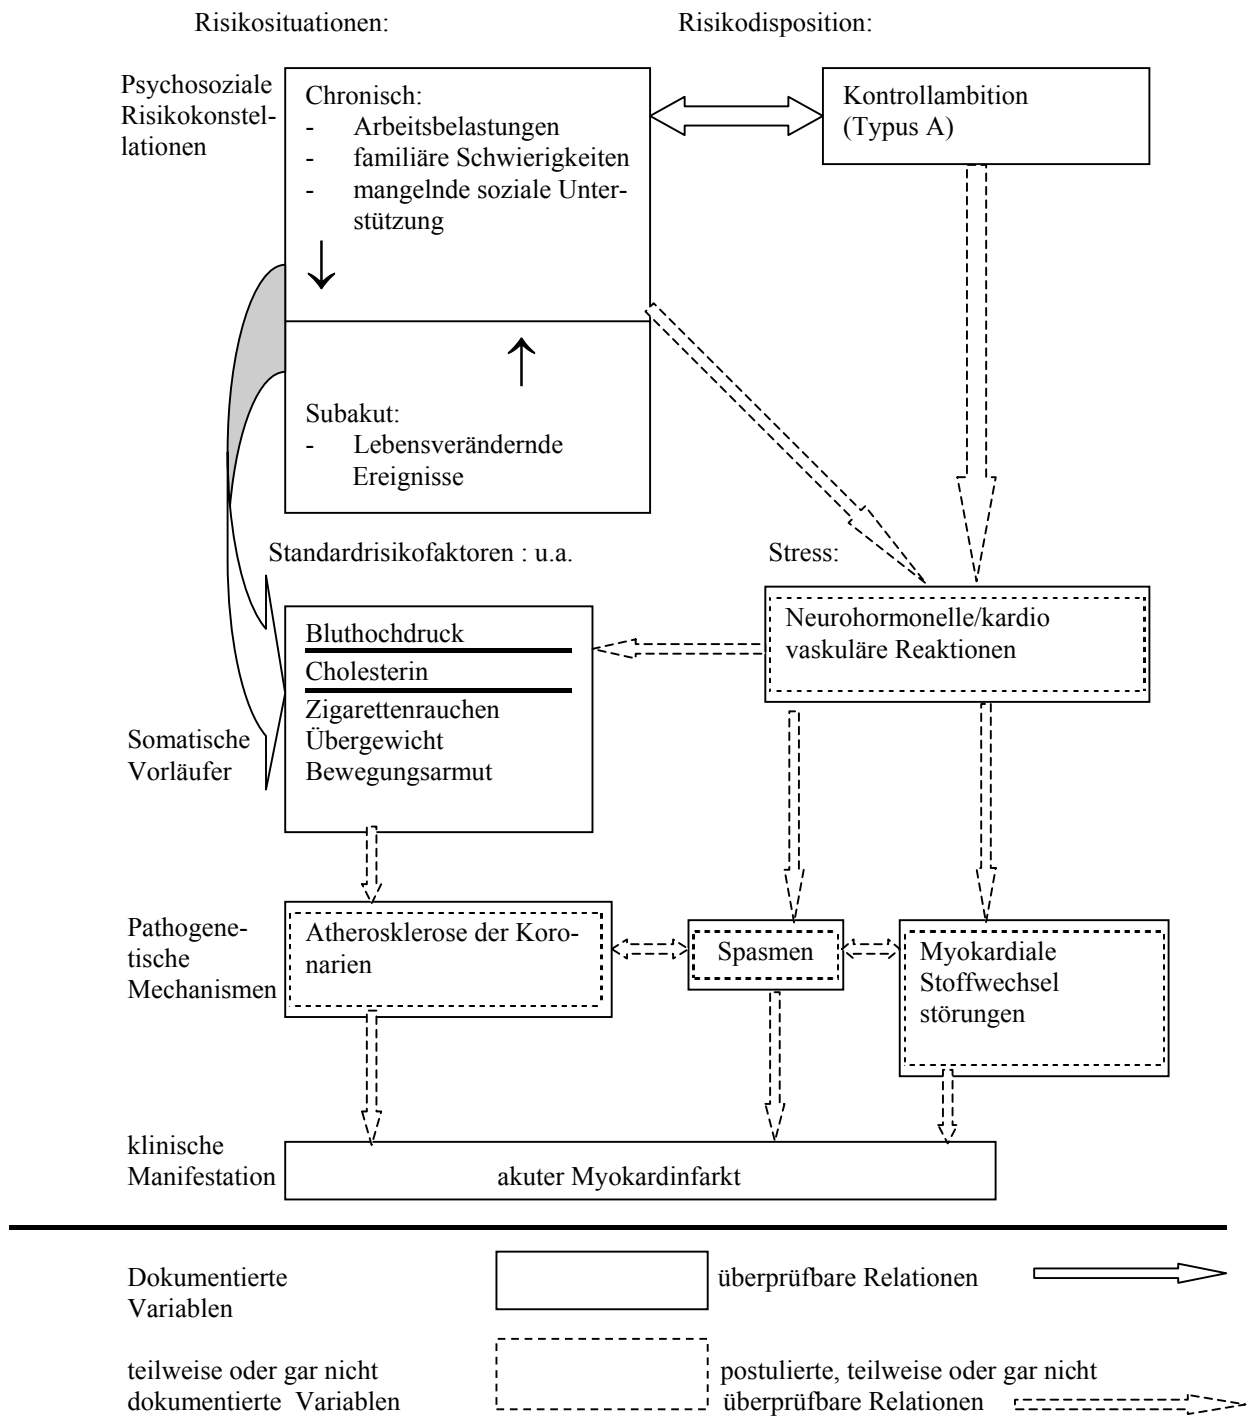 Risikosituationen:
Risikodisposition:
Psychosoziale
Risikokonstel-
lationen
Chronisch:
- Arbeitsbelastungen
- familiäre Schwierigkeiten
- mangelnde soziale Unter-
stützung
Kontrollambition
(Typus A)
Subakut:
- Lebensverändernde
Ereignisse
Standardrisikofaktoren : u.a.
Stress:
Somatische
Vorläufer
Bluthochdruck
Cholesterin
Zigarettenrauchen
Übergewicht
Bewegungsarmut
Neurohormonelle/kardio
vaskuläre Reaktionen
Pathogene-
tische
Mechanismen
Atherosklerose der Koro-
narien
Spasmen
Myokardiale
Stoffwechsel
störungen
klinische
Manifestation
akuter Myokardinfarkt
Dokumentierte
Variablen
überprüfbare Relationen
teilweise oder gar nicht
dokumentierte Variablen
postulierte, teilweise oder gar nicht
überprüfbare Relationen